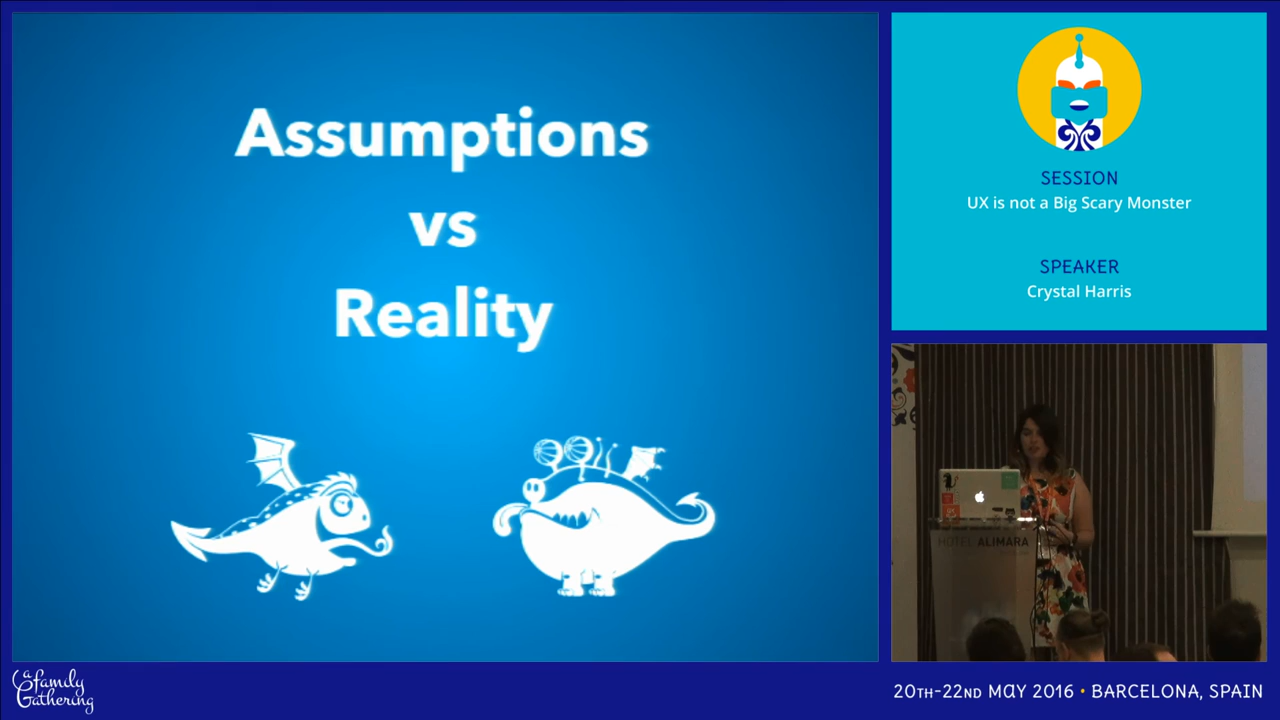 Assumptions
vs
Reality
SESSION
UX is not a Big Scary Monster
SPEAKER
Crystal Harris
HOTEL ALIMARA
a family
Gathering
20TH-22ND MAY 2016 • BARCELONA, SPAIN